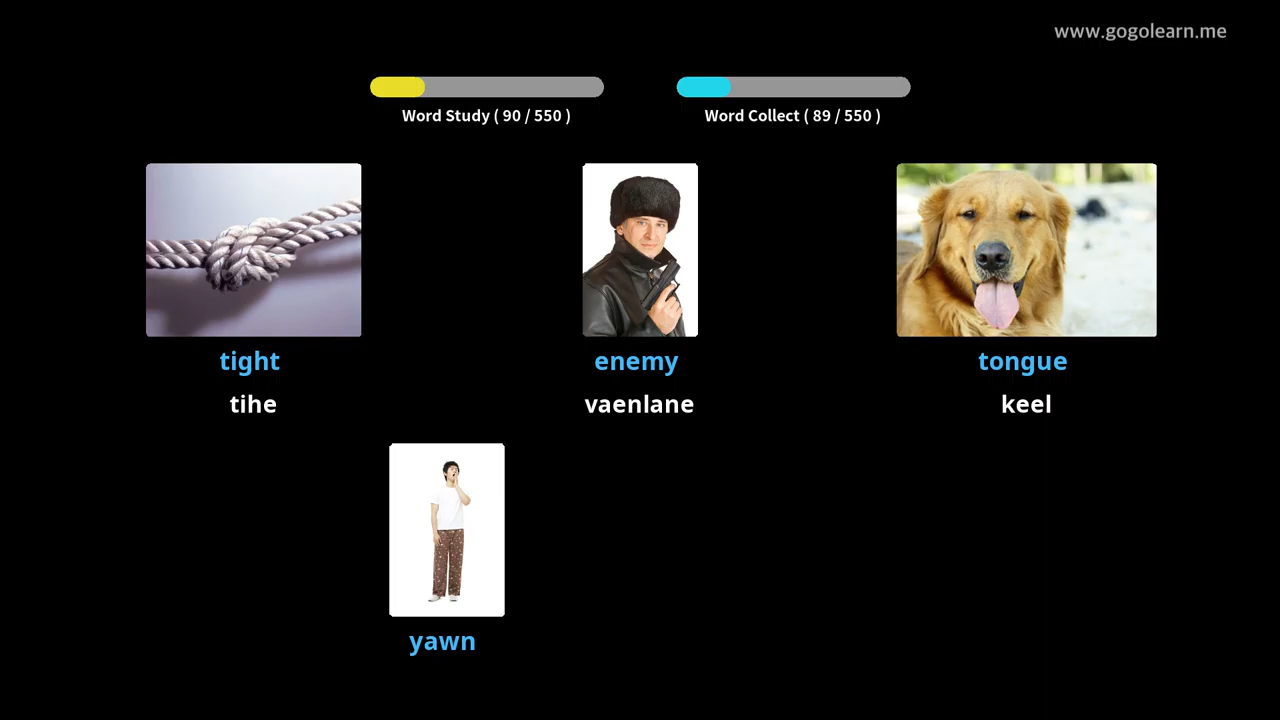 www.gogolearn.me
Word Study ( 90 / 550 )
Word Collect ( 89 / 550 )
tight
tihe
enemy
vaenlane
tongue
keel
yawn